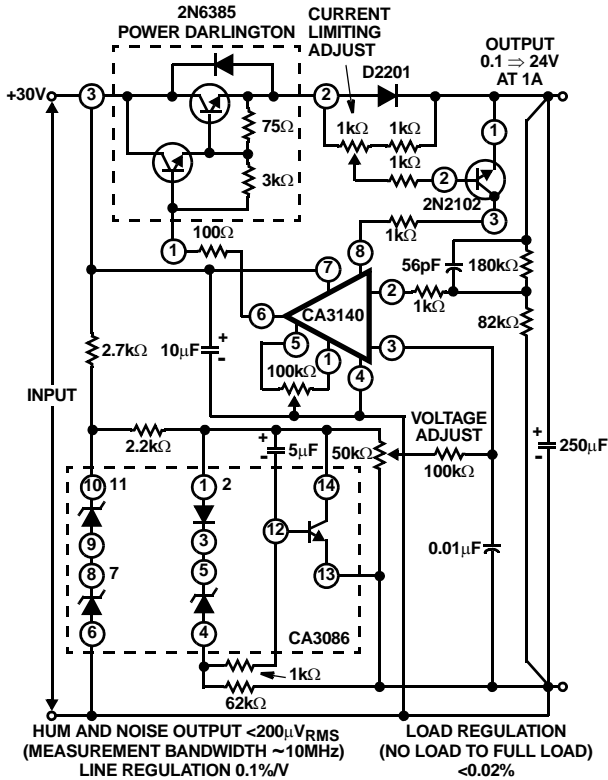 2N6385
POWER DARLINGTON
CURRENT
LIMITING
ADJUST
OUTPUT
0.1 ⇒ 24V
AT 1A
D2201
+30V
3
2
1
75Ω
1kΩ
1kΩ
1kΩ
2
3kΩ
2N2102
3
1
100Ω
8
1kΩ
7
56pF
180kΩ
6
CA3140
2
1kΩ
82kΩ
5
3
2.7kΩ
10μF
+
-
1
100kΩ
4
INPUT
VOLTAGE
ADJUST
2.2kΩ
+
-
5μF
50kΩ
100kΩ
+
-
250μF
10
11
1
2
14
9
3
12
0.01μF
8
7
5
13
6
4
CA3086
1kΩ
62kΩ
HUM AND NOISE OUTPUT <200μVRMS
(MEASUREMENT BANDWIDTH ~10MHz)
LINE REGULATION 0.1%/V
LOAD REGULATION
(NO LOAD TO FULL LOAD)
<0.02%